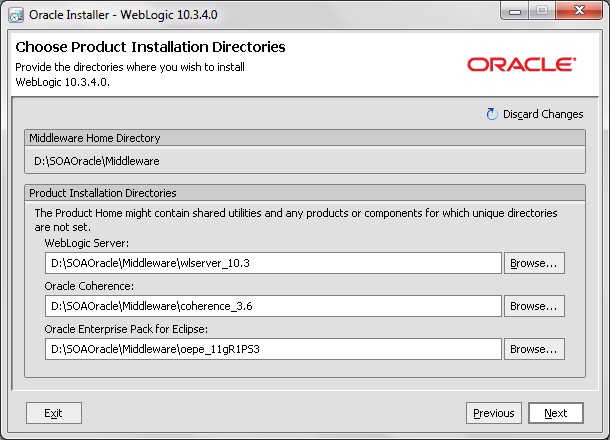 Oracle Installer - WebLogic 10.3.4.0
Choose Product Installation Directories
Provide the directories where you wish to install
WebLogic 10.3.4.0.
ORACLE®
Discard Changes
Middleware Home Directory
D:\SOAOracle\Middleware
Product Installation Directories
The Product Home might contain shared utilities and any products or components for which unique directories
are not set.
WebLogic Server:
D:\SOAOracle\Middleware\wlserver_10.3
Browse...
Oracle Coherence:
D:\SOAOracle\Middleware\coherence_3.6
Browse...
Oracle Enterprise Pack for Eclipse:
D:\SOAOracle\Middleware\oepe_11gR1PS3
Browse...
Exit
Previous
Next